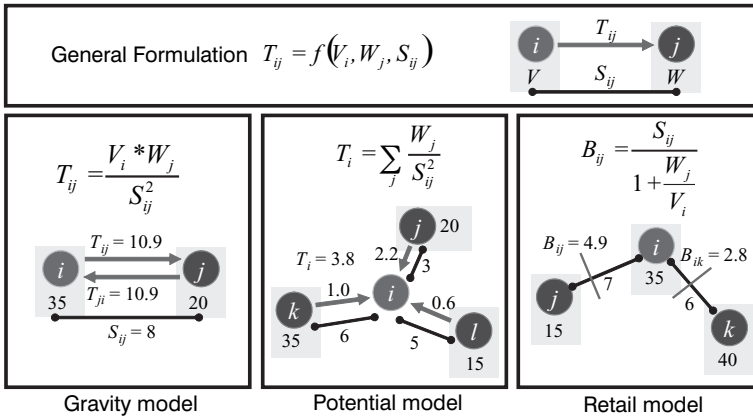 General Formulation T_ij = f(V_i, W_j, S_ij)
i T_ij j
V S_ij W
T_ij = V_i * W_j / S_ij^2
T_ij = 10.9
i j
T_ji = 10.9
35 20
S_ij = 8
Gravity model
T_i = ∑_j W_j / S_ij^2
j 20
2.2
3
T_i = 3.8
k 1.0 i 0.6
35 6 5 l
15
Potential model
B_ij = S_ij / 1 + W_j / V_i
B_ij = 4.9 i B_ik = 2.8
35
j 7 6
15 k
40
Retail model